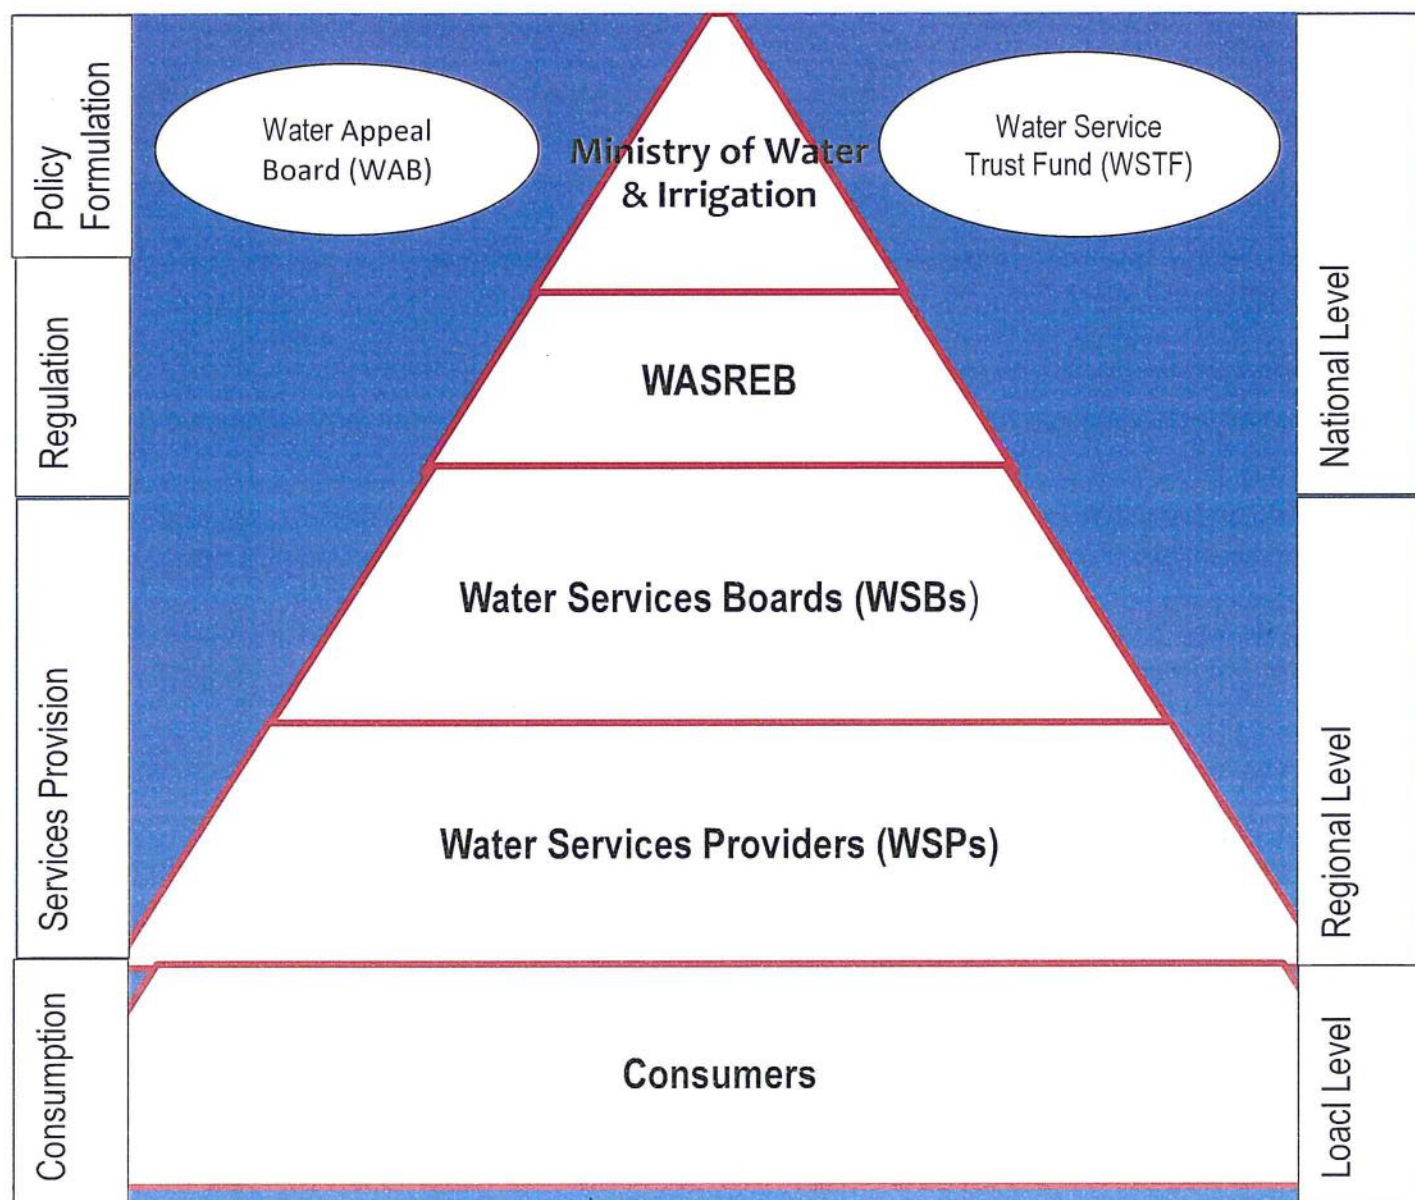 Policy
Formulation
Water Appeal
Board (WAB)
Ministry of Water
& Irrigation
Water Service
Trust Fund (WSTF)
National Level
Regulation
WASREB
Services Provision
Water Services Boards (WSBs)
Regional Level
Water Services Providers (WSPs)
Consumption
Consumers
Loacl Level